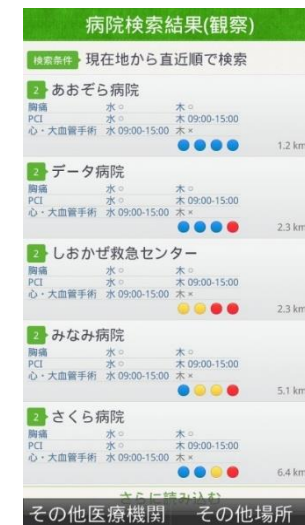 病院検索結果(観察)
検索条件 現在地から直近順で検索
2 あおぞら病院
胸痛 水○ 木○
PCI 水○ 木 09:00-15:00
心・大血管手術 水 09:00-15:00 木×
1.2 km
2 データ病院
胸痛 水○ 木○
PCI 水○ 木 09:00-15:00
心・大血管手術 水 09:00-15:00 木×
2.3 km
2 しおかぜ救急センター
胸痛 水○ 木○
PCI 水○ 木 09:00-15:00
心・大血管手術 水 09:00-15:00 木×
2.3 km
2 みなみ病院
胸痛 水○ 木○
PCI 水○ 木 09:00-15:00
心・大血管手術 水 09:00-15:00 木×
5.1 km
2 さくら病院
胸痛 水○ 木○
PCI 水○ 木 09:00-15:00
心・大血管手術 水 09:00-15:00 木×
6.4 km
さらに読み込む
その他医療機関 その他場所